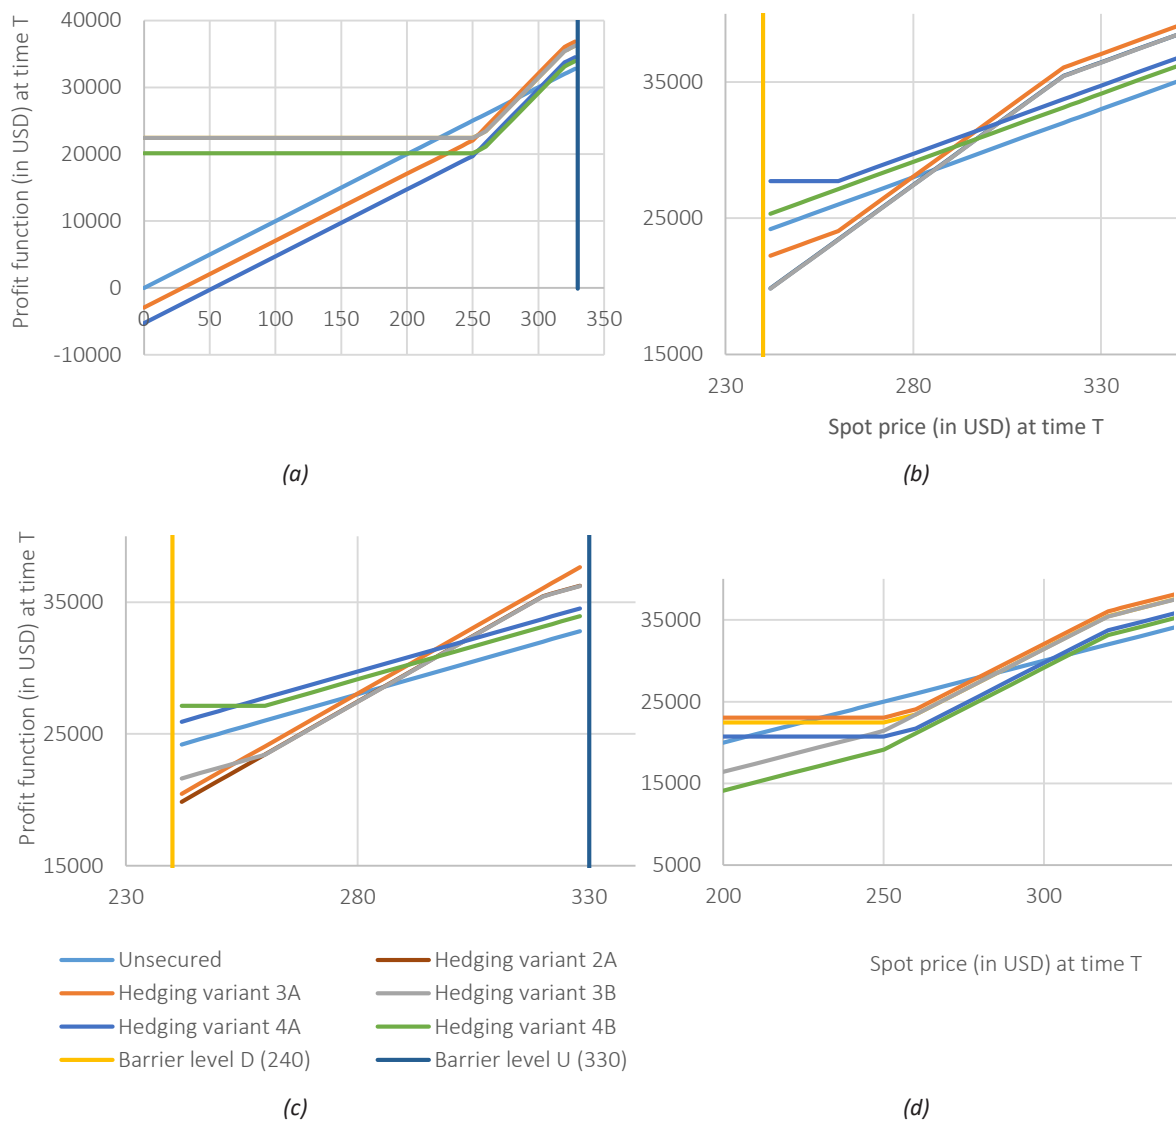 Profit function (in USD) at time T
40000
30000
20000
10000
0
-10000
0 50 100 150 200 250 300 350
(a)
35000
25000
15000
230 280 330
Spot price (in USD) at time T
(b)
Profit function (in USD) at time T
35000
25000
15000
230 280 330
35000
25000
15000
5000
200 250 300
Spot price (in USD) at time T
Unsecured
Hedging variant 2A
Hedging variant 3A
Hedging variant 3B
Hedging variant 4A
Hedging variant 4B
Barrier level D (240)
Barrier level U (330)
(c)
(d)